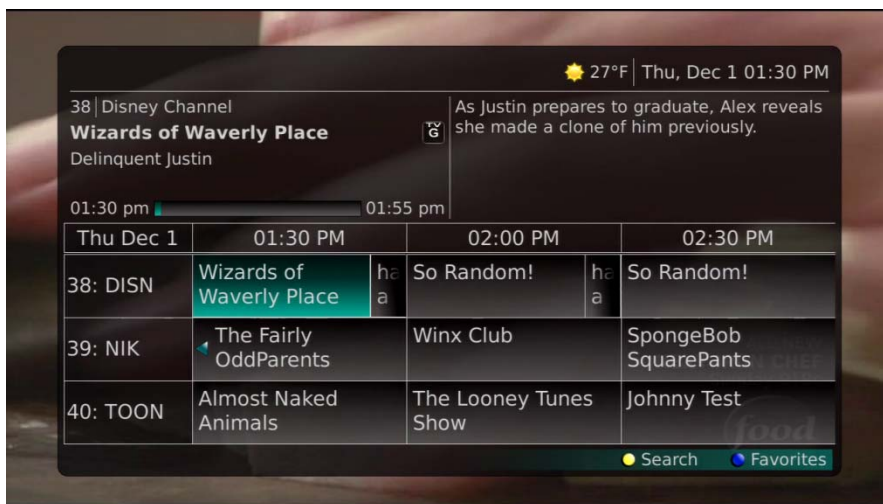 27°F Thu, Dec 1 01:30 PM
38 Disney Channel
Wizards of Waverly Place
TV
G
Delinquent Justin
As Justin prepares to graduate, Alex reveals
she made a clone of him previously.
01:30 pm 01:55 pm
Thu Dec 1 01:30 PM 02:00 PM 02:30 PM
38: DISN
Wizards of
Waverly Place
ha
a
So Random!
ha
a
So Random!
39: NIK
The Fairly
OddParents
Winx Club
SpongeBob
SquarePants
40: TOON
Almost Naked
Animals
The Looney Tunes
Show
Johnny Test
food
Search Favorites